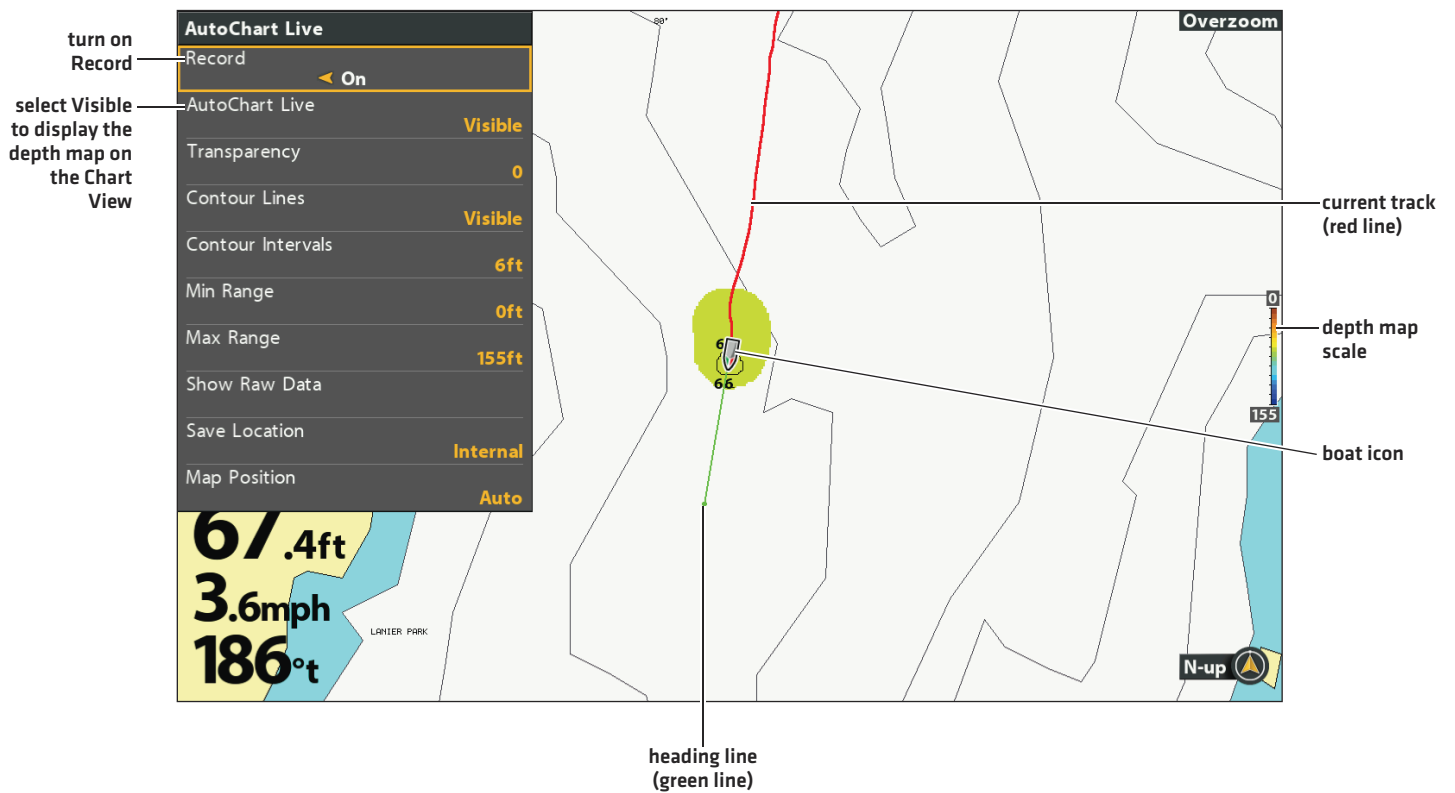 turn on
Record
select Visible
to display the
depth map on
the Chart
View
AutoChart Live
Record
On
AutoChart Live
Visible
Transparency
0
Contour Lines
Visible
Contour Intervals
6ft
Min Range
0ft
Max Range
155ft
Show Raw Data
Save Location
Internal
Map Position
Auto
67.4ft
3.6mph
186°t
LANIER PARK
80°
Overzoom
66
0
155
N-up
current track
(red line)
depth map
scale
boat icon
heading line
(green line)